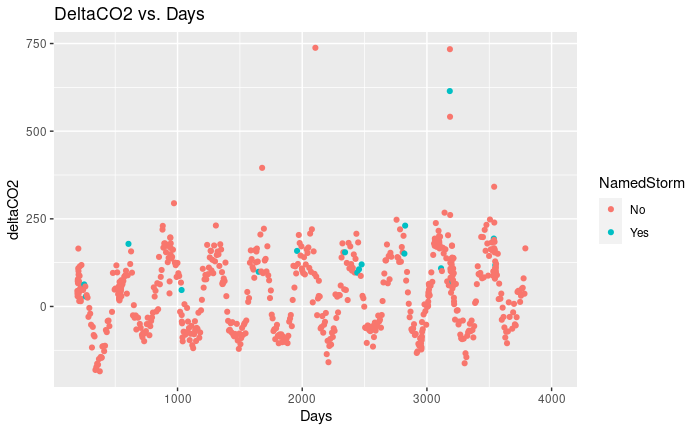 DeltaCO2 vs. Days
750
500
250
0
deltaCO2
1000
2000
3000
4000
Days
NamedStorm
No
Yes